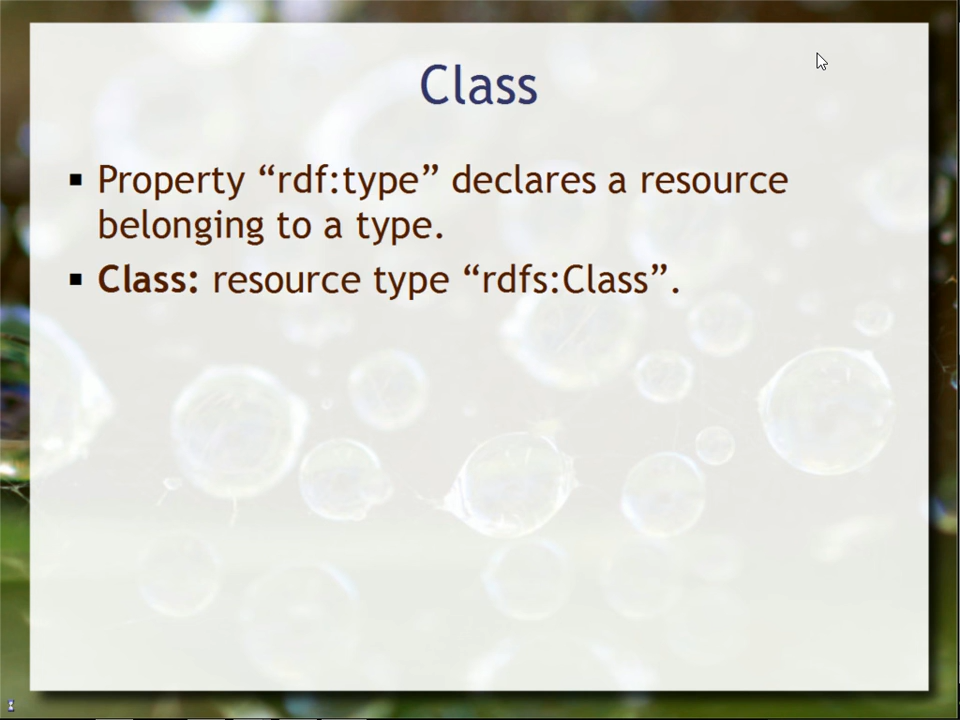 Class
▪ Property “rdf:type” declares a resource
belonging to a type.
▪ Class: resource type “rdfs:Class”.